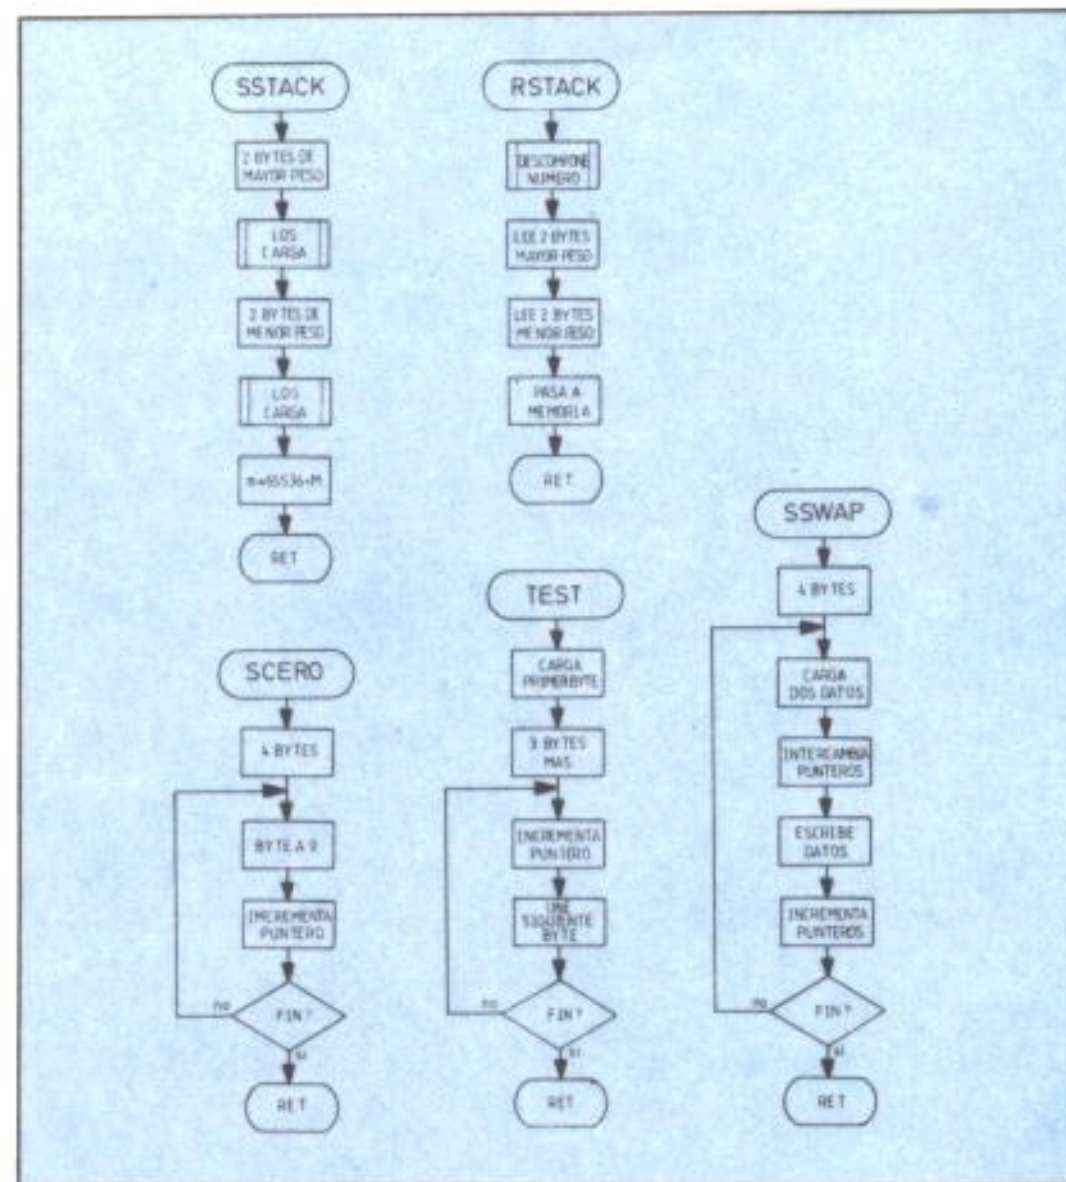 SSTACK
2 BYTES DE
MAYOR PESO
LOS
CARGA
2 BYTES DE
MENOR PESO
LOS
CARGA
RET
RSTACK
DESCOMPONE
NUMERO
LEE 2 BYTES
MAYOR PESO
LEE 2 BYTES
MENOR PESO
PASA A
MEMORIA
RET
SCERO
4 BYTES
BYTE A 0
INCREMENTA
PUNTERO
FIN?
no
si
RET
TEST
CARGA
PRIMER BYTE
3 BYTES
MAS
INCREMENTA
PUNTERO
UNE
SIGUIENTE
BYTE
FIN?
no
si
RET
SSWAP
4 BYTES
CARGA
DOS DATOS
INTERCAMBIA
PUNTEROS
ESCRIBE
DATOS
INCREMENTA
PUNTEROS
FIN?
no
si
RET